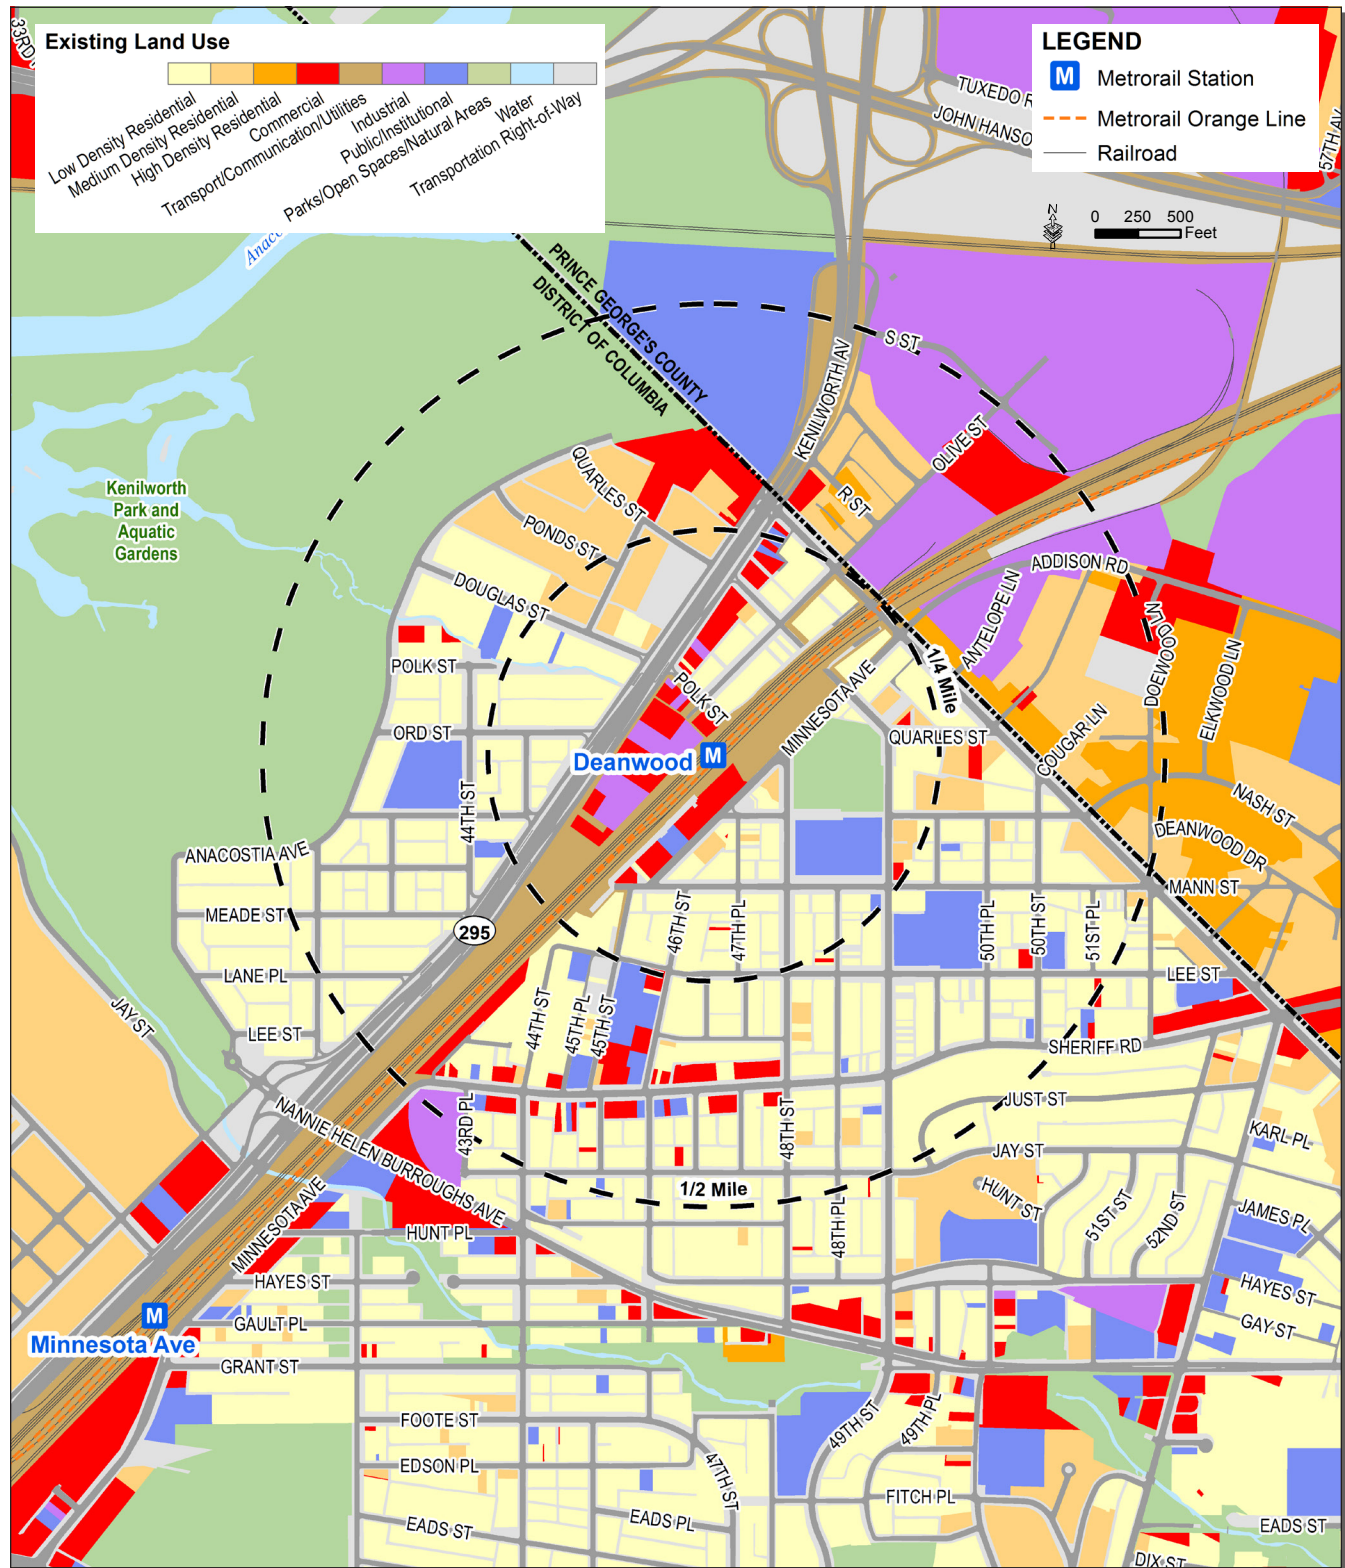 Existing Land Use
Low Density Residential
Medium Density Residential
High Density Residential
Commercial
Transport/Communication/Utilities
Industrial
Public/Institutional
Parks/Open Spaces/Natural Areas
Water
Transportation Right-of-Way
LEGEND
M Metrorail Station
Metrorail Orange Line
Railroad
N
0 250 500
Feet
33RD
TUXEDO R
JOHN HANSO
57TH AV
Anac
PRINCE GEORGE'S COUNTY
DISTRICT OF COLUMBIA
S ST
KENILWORTH AV
OLIVE ST
R ST
QUARLES ST
PONDS ST
DOUGLAS ST
Kenilworth
Park and
Aquatic
Gardens
ADDISON RD
ANTELOPE LN
DOEWOOD LN
ELKWOOD LN
1/4 Mile
POLK ST
POLK ST
MINNESOTA AVE
ORD ST
QUARLES ST
COUGAR LN
Deanwood M
44TH ST
NASH ST
DEANWOOD DR
ANACOSTIA AVE
MANN ST
MEADE ST
295
46TH ST
47TH PL
50TH PL
50TH ST
51ST PL
LANE PL
LEE ST
JAY ST
44TH ST
45TH PL
45TH ST
LEE ST
SHERIFF RD
NANNIE HELEN BURROUGHS AVE
43RD PL
48TH ST
JUST ST
KARL PL
JAY ST
1/2 Mile
HUNT ST
51ST ST
52ND ST
JAMES PL
MINNESOTA AVE
HUNT PL
48TH PL
HAYES ST
HAYES ST
M
Minnesota Ave
GAULT PL
GAY ST
GRANT ST
FOOTE ST
49TH ST
49TH PL
EDSON PL
47TH ST
FITCH PL
EADS ST
EADS PL
EADS ST
DIX ST